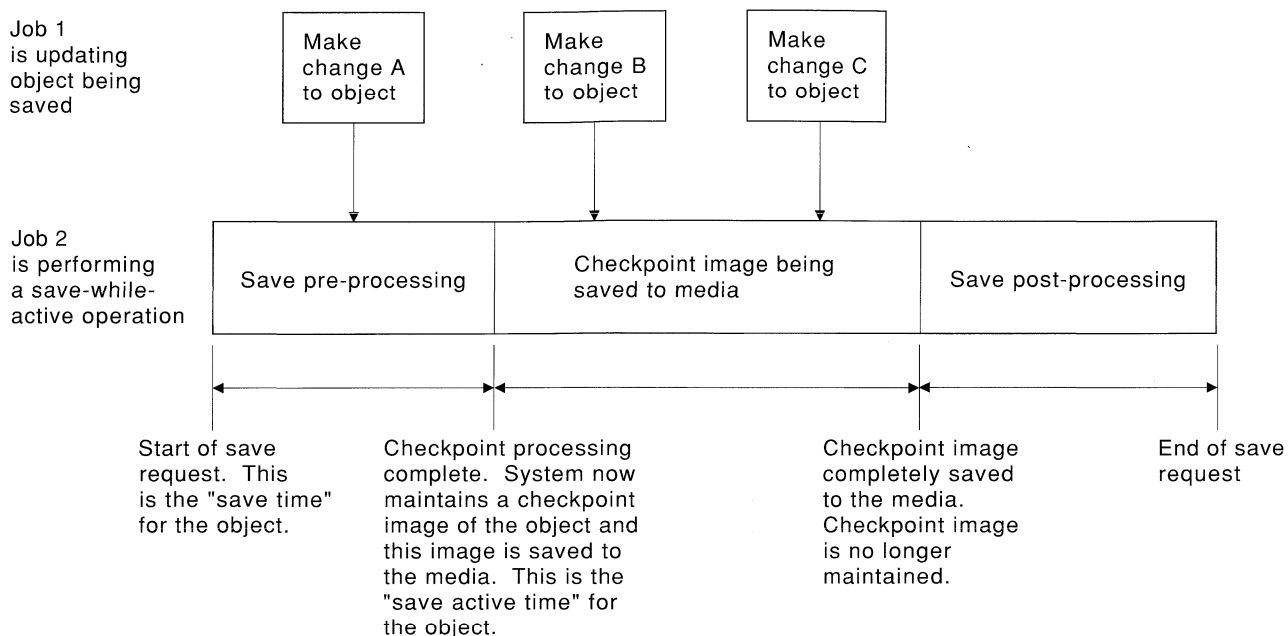 Job 1
is updating
object being
saved
Make
change A
to object
Make
change B
to object
Make
change C
to object
Job 2
is performing
a save-while-
active operation
Save pre-processing
Checkpoint image being
saved to media
Save post-processing
Start of save
request. This
is the "save time"
for the object.
Checkpoint processing
complete. System now
maintains a checkpoint
image of the object and
this image is saved to
the media. This is the
"save active time" for
the object.
Checkpoint image
completely saved
to the media.
Checkpoint image
is no longer
maintained.
End of save
request